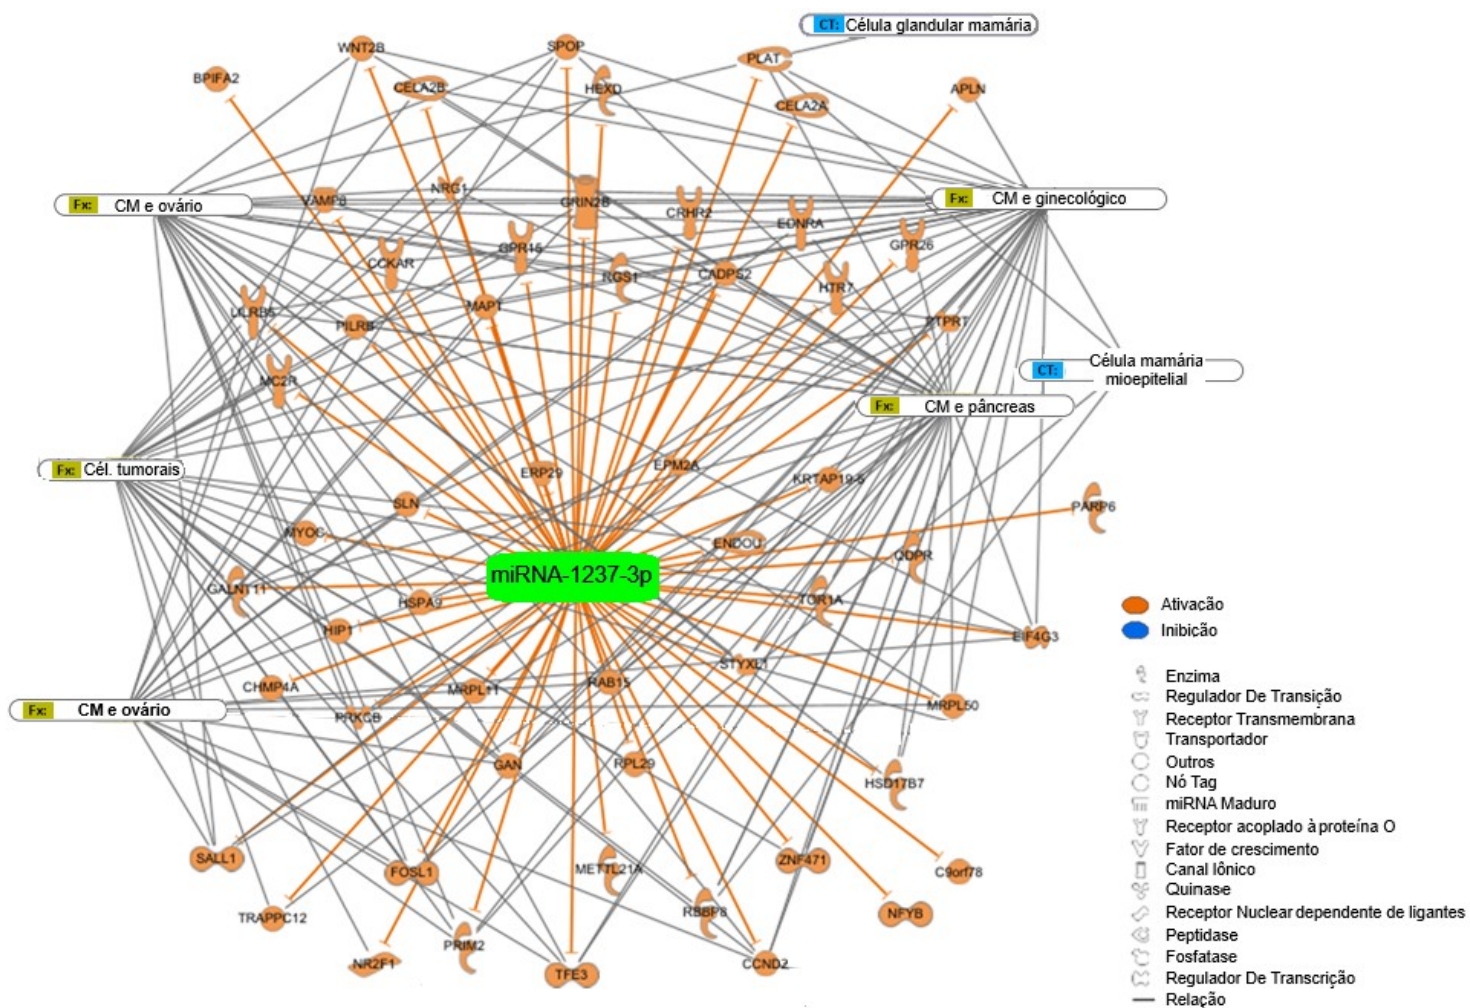 CT: Célula glandular mamária
WNT2B
SPOP
PLAT
BPIFA2
CELA2B
HEXD
CELA2A
APLN
Fx: CM e ovário
VAMP8
NRG1
GRIN2B
CRHR2
EDNRA
Fx: CM e ginecológico
CCKAR
GPR15
RGS1
CADPS2
HTR7
GPR26
LILRB5
PILRB
MAPT
PTPRT
MC2R
CT: Célula mamária
mioepitelial
Fx: CM e pâncreas
Fx: Cél. tumorais
ERP29
EPM2A
KRTAP19-5
PARP6
SLN
MYOC
ENDOU
QDPR
miRNA-1237-3p
GALNT11
HSPA9
TOR1A
HIP1
EIF4G3
Ativação
Inibição
CHMP4A
MRPL11
RAB15
STYXL1
MRPL50
Fx: CM e ovário
PRKCB
GAN
RPL29
HSD17B7
SALL1
FOSL1
METTL21A
ZNF471
C9orf78
TRAPPC12
RBBP8
NFYB
NR2F1
PRIM2
TFE3
CCND2
Enzima
Regulador De Transição
Receptor Transmembrana
Transportador
Outros
Nó Tag
miRNA Maduro
Receptor acoplado à proteína O
Fator de crescimento
Canal Iônico
Quinase
Receptor Nuclear dependente de ligantes
Peptidase
Fosfatase
Regulador De Transcrição
Relação